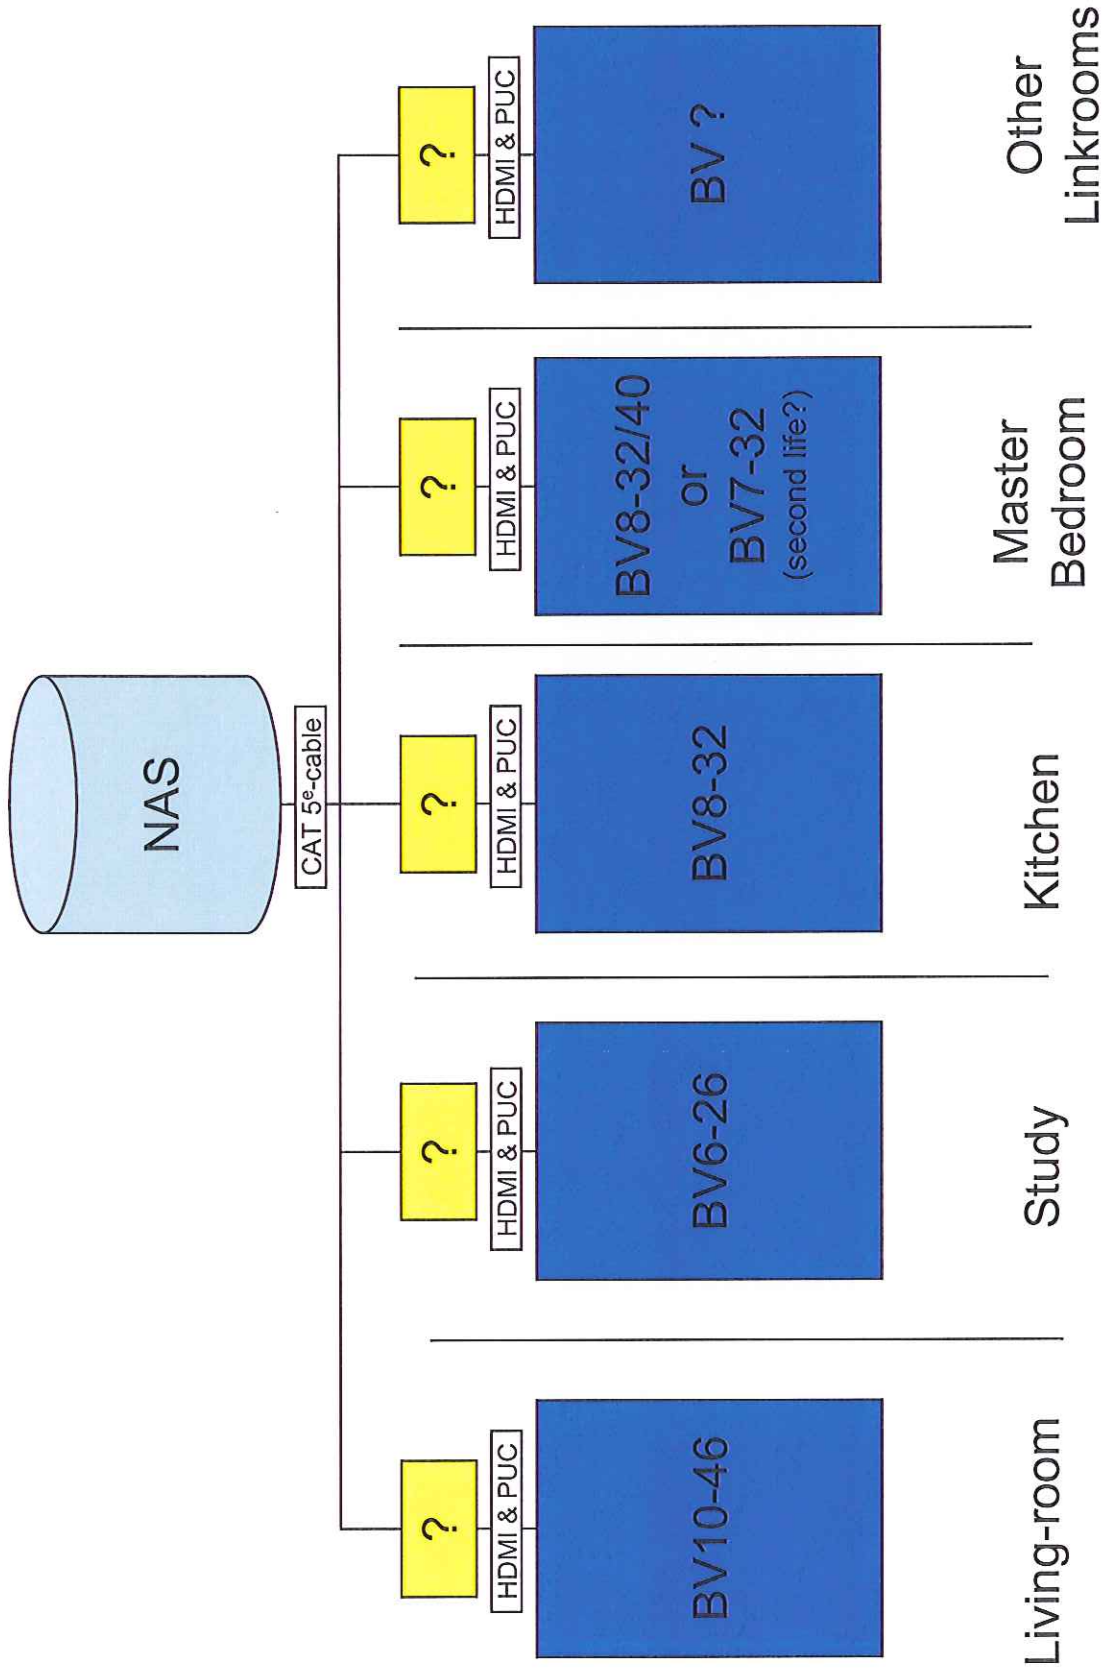 NAS
CAT 5e-cable
?
?
?
?
?
HDMI & PUC
HDMI & PUC
HDMI & PUC
HDMI & PUC
HDMI & PUC
BV10-46
BV6-26
BV8-32
BV8-32/40
or
BV7-32
(second life?)
BV ?
Living-room
Study
Kitchen
Master
Bedroom
Other
Linkrooms